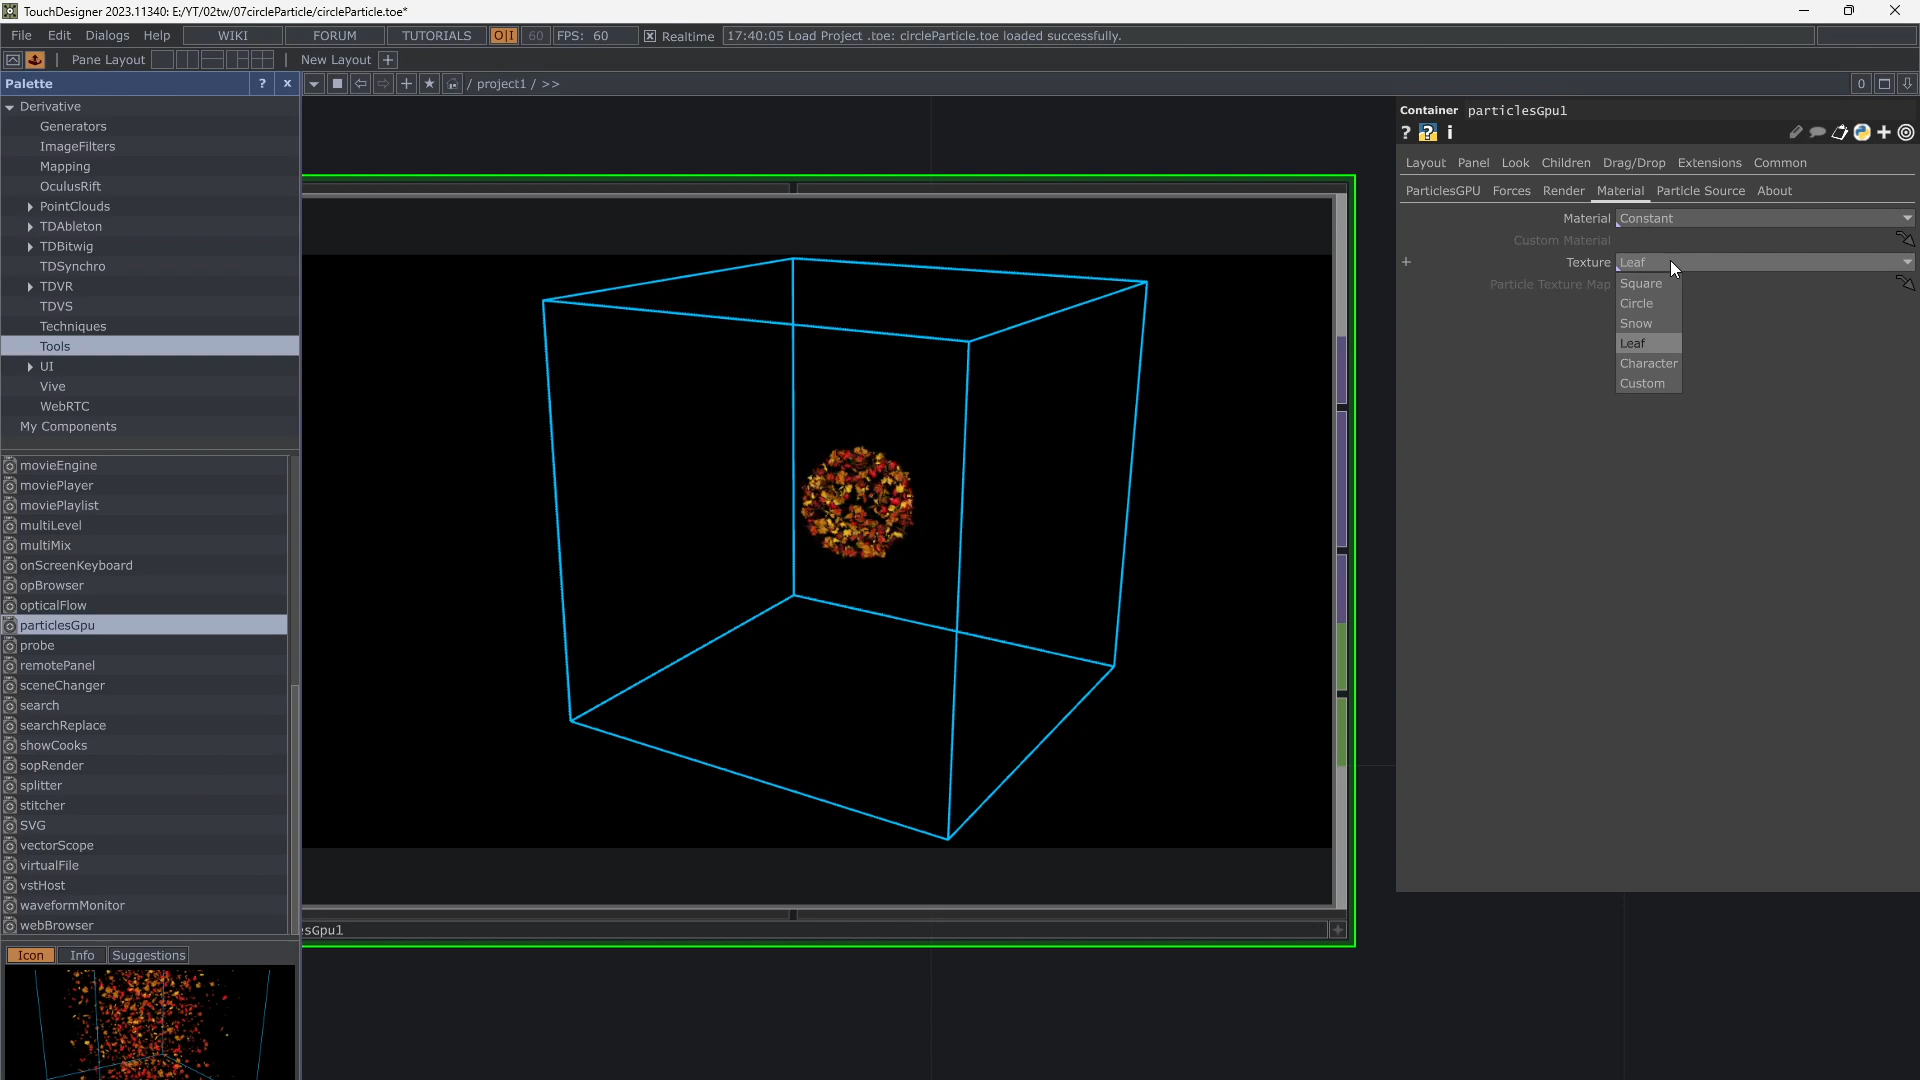 TouchDesigner 2023.11340: E:/YT/02tw/07circleParticle/circleParticle.toe*
File Edit Dialogs Help WIKI FORUM TUTORIALS O|I 60 FPS: 60 Realtime 17:40:05 Load Project .toe: circleParticle.toe loaded successfully.
Pane Layout New Layout +
Palette ? x / project1 / >> 0
Derivative
Generators
ImageFilters
Mapping
OculusRift
PointClouds
TDAbleton
TDBitwig
TDSynchro
TDVR
TDVS
Techniques
Tools
UI
Vive
WebRTC
My Components
movieEngine
moviePlayer
moviePlaylist
multiLevel
multiMix
onScreenKeyboard
opBrowser
opticalFlow
particlesGpu
probe
remotePanel
sceneChanger
search
searchReplace
showCooks
sopRender
splitter
stitcher
SVG
vectorScope
virtualFile
vstHost
waveformMonitor
webBrowser
Icon Info Suggestions
esGpu1
Container particlesGpu1
? ? i
Layout Panel Look Children Drag/Drop Extensions Common
ParticlesGPU Forces Render Material Particle Source About
Material Constant
Custom Material
+ Texture Leaf
Particle Texture Map
Square
Circle
Snow
Leaf
Character
Custom